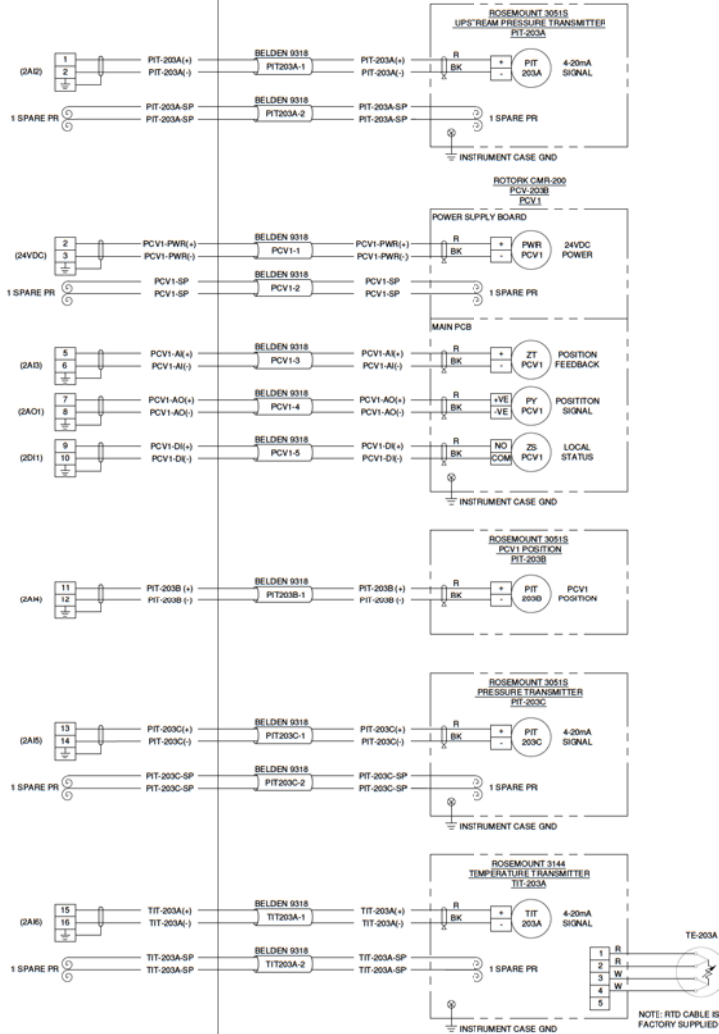 ROSEMOUNT 3051S
UPSTREAM PRESSURE TRANSMITTER
PIT-203A
(2AI2)
1
2
PIT-203A(+)
PIT-203A(-)
BELDEN 9318
PIT203A-1
PIT-203A(+)
PIT-203A(-)
R
BK
+
-
PIT
203A
4-20mA
SIGNAL
1 SPARE PR
PIT-203A-SP
PIT-203A-SP
BELDEN 9318
PIT203A-2
PIT-203A-SP
PIT-203A-SP
1 SPARE PR
INSTRUMENT CASE GND
ROTORK CMR-200
PCV-203B
PCV1
POWER SUPPLY BOARD
(24VDC)
2
3
PCV1-PWR(+)
PCV1-PWR(-)
BELDEN 9318
PCV1-1
PCV1-PWR(+)
PCV1-PWR(-)
R
BK
+
-
PWR
PCV1
24VDC
POWER
1 SPARE PR
PCV1-SP
PCV1-SP
BELDEN 9318
PCV1-2
PCV1-SP
PCV1-SP
1 SPARE PR
MAIN PCB
(2AI3)
5
6
PCV1-AI(+)
PCV1-AI(-)
BELDEN 9318
PCV1-3
PCV1-AI(+)
PCV1-AI(-)
R
BK
+
-
ZT
PCV1
POSITION
FEEDBACK
(2AO1)
7
8
PCV1-AO(+)
PCV1-AO(-)
BELDEN 9318
PCV1-4
PCV1-AO(+)
PCV1-AO(-)
R
BK
+VE
-VE
PY
PCV1
POSITITON
SIGNAL
(2DI1)
9
10
PCV1-DI(+)
PCV1-DI(-)
BELDEN 9318
PCV1-5
PCV1-DI(+)
PCV1-DI(-)
R
BK
NO
COM
ZS
PCV1
LOCAL
STATUS
INSTRUMENT CASE GND
ROSEMOUNT 3051S
PCV1 POSITION
PIT-203B
(2AI4)
11
12
PIT-203B (+)
PIT-203B (-)
BELDEN 9318
PIT203B-1
PIT-203B (+)
PIT-203B (-)
R
BK
+
-
PIT
203B
PCV1
POSITION
ROSEMOUNT 3051S
PRESSURE TRANSMITTER
PIT-203C
(2AI5)
13
14
PIT-203C(+)
PIT-203C(-)
BELDEN 9318
PIT203C-1
PIT-203C(+)
PIT-203C(-)
R
BK
+
-
PIT
203C
4-20mA
SIGNAL
1 SPARE PR
PIT-203C-SP
PIT-203C-SP
BELDEN 9318
PIT203C-2
PIT-203C-SP
PIT-203C-SP
1 SPARE PR
INSTRUMENT CASE GND
ROSEMOUNT 3144
TEMPERATURE TRANSMITTER
TIT-203A
(2AI6)
15
16
TIT-203A(+)
TIT-203A(-)
BELDEN 9318
TIT203A-1
TIT-203A(+)
TIT-203A(-)
R
BK
+
-
TIT
203A
4-20mA
SIGNAL
1 SPARE PR
TIT-203A-SP
TIT-203A-SP
BELDEN 9318
TIT203A-2
TIT-203A-SP
TIT-203A-SP
1 SPARE PR
TE-203A
1 R
2 R
3 W
4 W
5
NOTE: RTD CABLE IS
FACTORY SUPPLIED
INSTRUMENT CASE GND